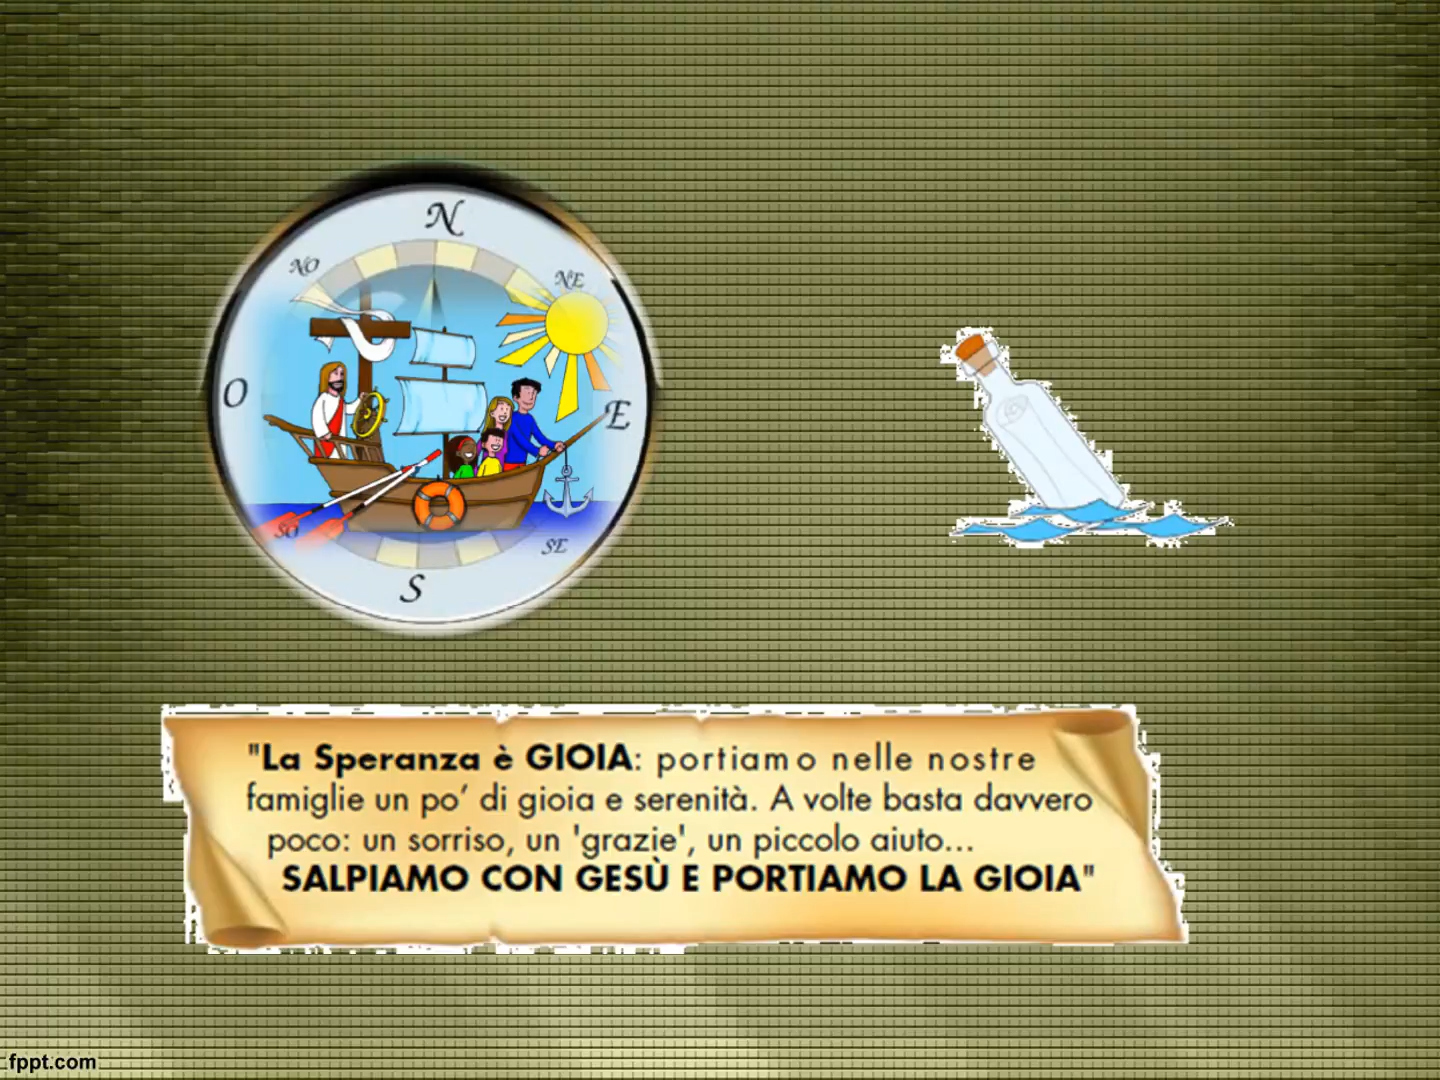 N
NO
NE
O
E
SO
SE
S
"La Speranza è GIOIA: portiamo nelle nostre
famiglie un po’ di gioia e serenità. A volte basta davvero
poco: un sorriso, un 'grazie', un piccolo aiuto...
SALPIAMO CON GESÙ E PORTIAMO LA GIOIA"
fppt.com